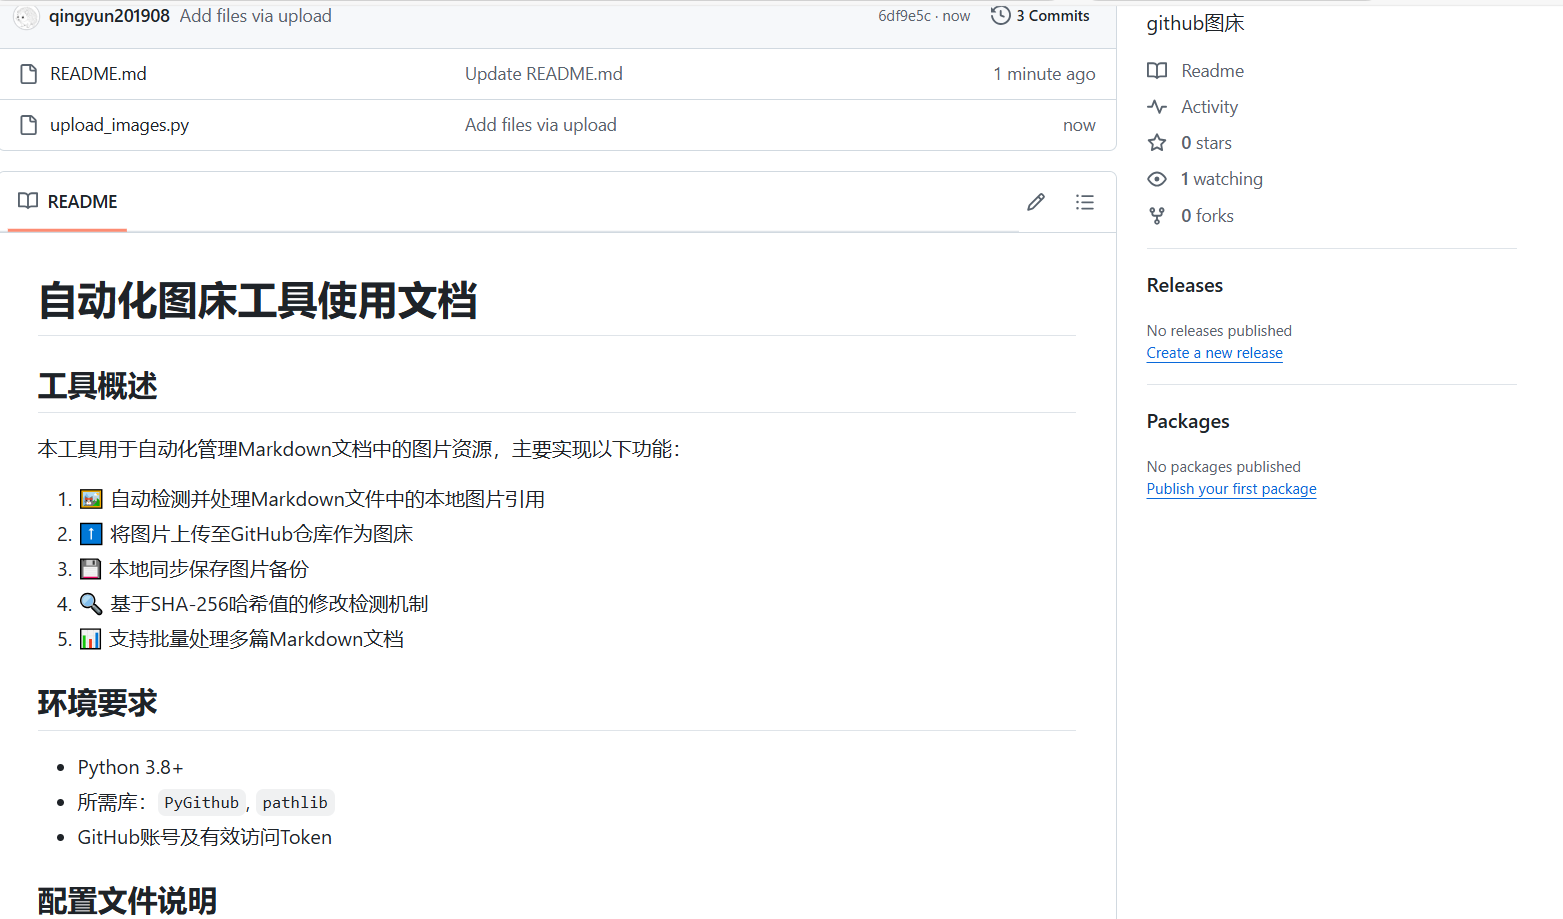 qingyun201908 Add files via upload 6df9e5c · now 3 Commits
README.md Update README.md 1 minute ago
upload_images.py Add files via upload now
README
自动化图床工具使用文档
工具概述
本工具用于自动化管理Markdown文档中的图片资源，主要实现以下功能：
1. 🖼️ 自动检测并处理Markdown文件中的本地图片引用
2. ⬆️ 将图片上传至GitHub仓库作为图床
3. 💾 本地同步保存图片备份
4. 🔍 基于SHA-256哈希值的修改检测机制
5. 📊 支持批量处理多篇Markdown文档
环境要求
• Python 3.8+
• 所需库：PyGithub, pathlib
• GitHub账号及有效访问Token
配置文件说明
github图床
Readme
Activity
0 stars
1 watching
0 forks
Releases
No releases published
Create a new release
Packages
No packages published
Publish your first package